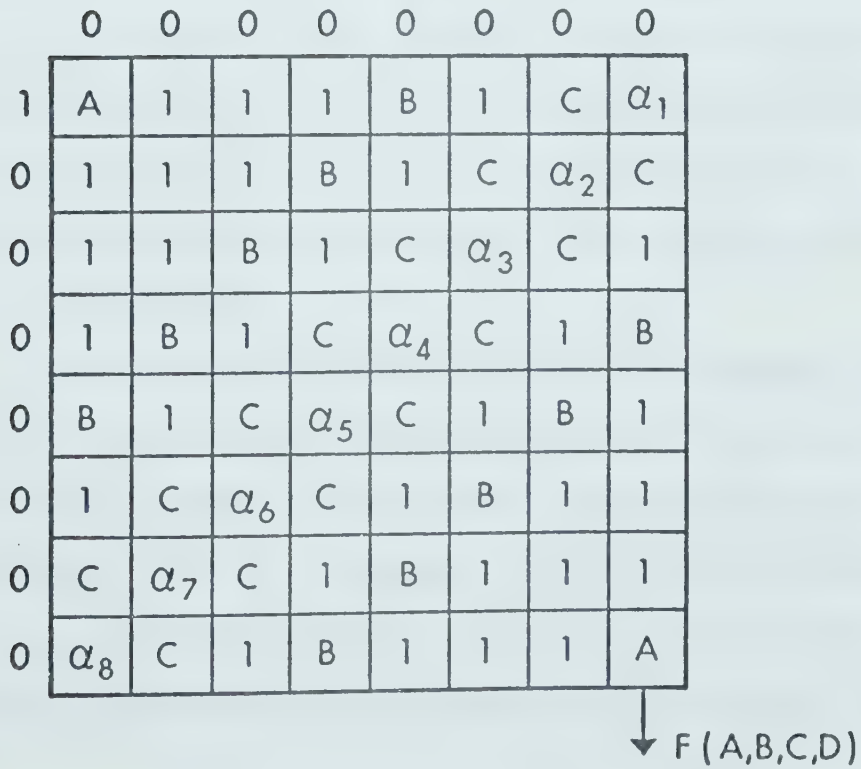 0 0 0 0 0 0 0 0
1 A 1 1 1 B 1 C α₁
0 1 1 1 B 1 C α₂ C
0 1 1 B 1 C α₃ C 1
0 1 B 1 C α₄ C 1 B
0 B 1 C α₅ C 1 B 1
0 1 C α₆ C 1 B 1 1
0 C α₇ C 1 B 1 1 1
0 α₈ C 1 B 1 1 1 A
F(A,B,C,D)